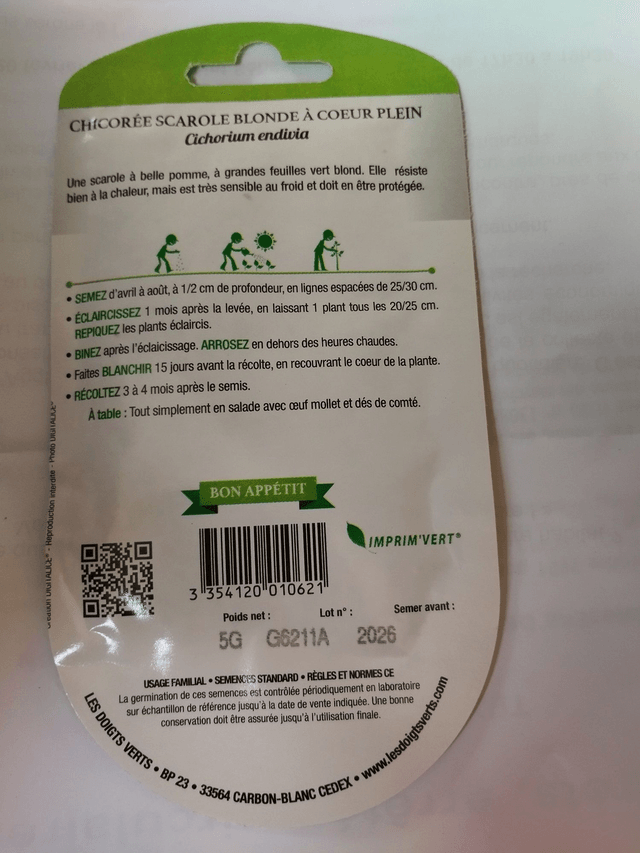 CHICORÉE SCAROLE BLONDE À COEUR PLEIN
Cichorium endivia
Une scarole à belle pomme, à grandes feuilles vert blond. Elle résiste
bien à la chaleur, mais est très sensible au froid et doit en être protégée.
• SEMEZ d'avril à août, à 1/2 cm de profondeur, en lignes espacées de 25/30 cm.
• ÉCLAIRCISSEZ 1 mois après la levée, en laissant 1 plant tous les 20/25 cm.
REPIQUEZ les plants éclaircis.
• BINEZ après l'éclaicissage. ARROSEZ en dehors des heures chaudes.
• Faites BLANCHIR 15 jours avant la récolte, en recouvrant le coeur de la plante.
• RÉCOLTEZ 3 à 4 mois après le semis.
À table : Tout simplement en salade avec œuf mollet et dés de comté.
Création DIGITALICE® - Reproduction interdite - Photo DIGITALICE®
BON APPÉTIT
IMPRIM'VERT®
3 354120 010621
Poids net : Lot n° : Semer avant :
5G G6211A 2026
USAGE FAMILIAL • SEMENCES STANDARD • RÈGLES ET NORMES CE
La germination de ces semences est contrôlée périodiquement en laboratoire
sur échantillon de référence jusqu'à la date de vente indiquée. Une bonne
conservation doit être assurée jusqu'à l'utilisation finale.
LES DOIGTS VERTS • BP 23 • 33564 CARBON-BLANC CEDEX • www.lesdoigtsverts.com